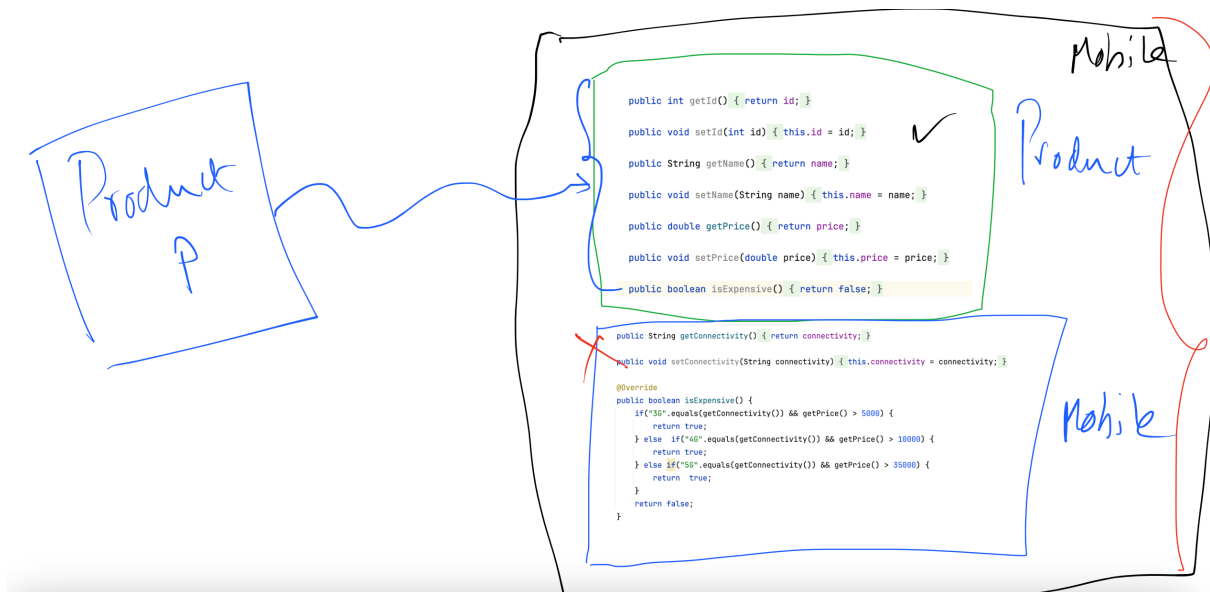 Mobile
Product
P
Product
public int getId() { return id; }
public void setId(int id) { this.id = id; }
public String getName() { return name; }
public void setName(String name) { this.name = name; }
public double getPrice() { return price; }
public void setPrice(double price) { this.price = price; }
public boolean isExpensive() { return false; }
public String getConnectivity() { return connectivity; }
public void setConnectivity(String connectivity) { this.connectivity = connectivity; }
@Override
public boolean isExpensive() {
if("3G".equals(getConnectivity()) && getPrice() > 5000) {
return true;
} else if("4G".equals(getConnectivity()) && getPrice() > 10000) {
return true;
} else if("5G".equals(getConnectivity()) && getPrice() > 35000) {
return true;
}
return false;
}
Mobile